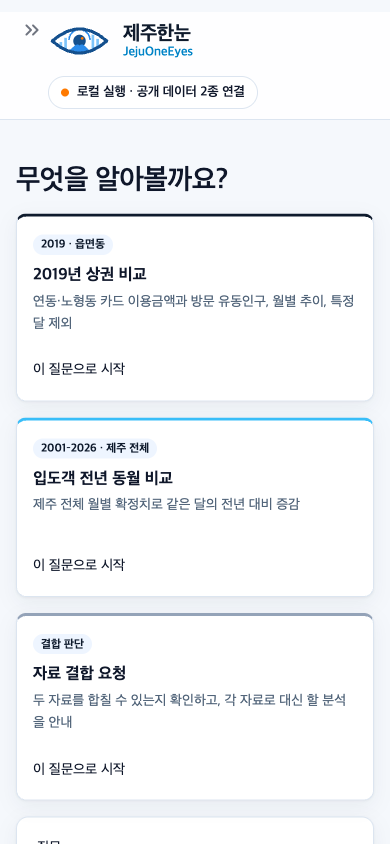 제주한눈
JejuOneEyes
로컬 실행 · 공개 데이터 2종 연결
무엇을 알아볼까요?
2019 · 읍면동
2019년 상권 비교
연동·노형동 카드 이용금액과 방문 유동인구, 월별 추이, 특정
달 제외
이 질문으로 시작
2001-2026 · 제주 전체
입도객 전년 동월 비교
제주 전체 월별 확정치로 같은 달의 전년 대비 증감
이 질문으로 시작
결합 판단
자료 결합 요청
두 자료를 합칠 수 있는지 확인하고, 각 자료로 대신 할 분석
을 안내
이 질문으로 시작